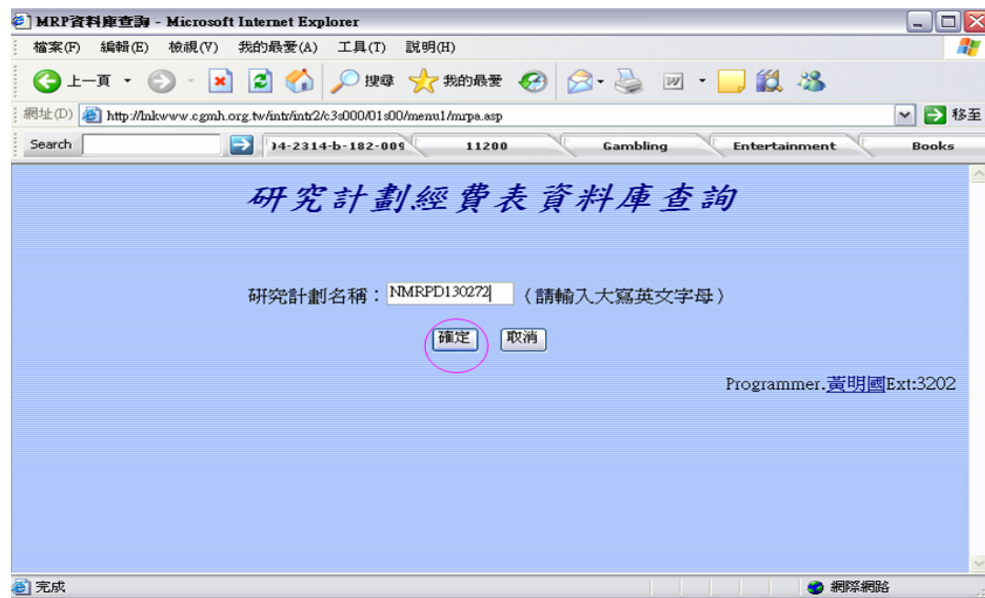 MRP資料庫查詢 - Microsoft Internet Explorer
檔案(F) 編輯(E) 檢視(V) 我的最愛(A) 工具(T) 說明(H)
上一頁 搜尋 我的最愛
網址(D) http://lnkwww.cgmh.org.tw/intr/intr2/c3s000/01s00/menu1/mrpa.asp 移至
Search 94-2314-b-182-009 11200 Gambling Entertainment Books
研究計劃經費表資料庫查詢
研究計劃名稱：NMRPD130272 （請輸入大寫英文字母）
確定 取消
Programmer.黃明國Ext:3202
完成 網際網路